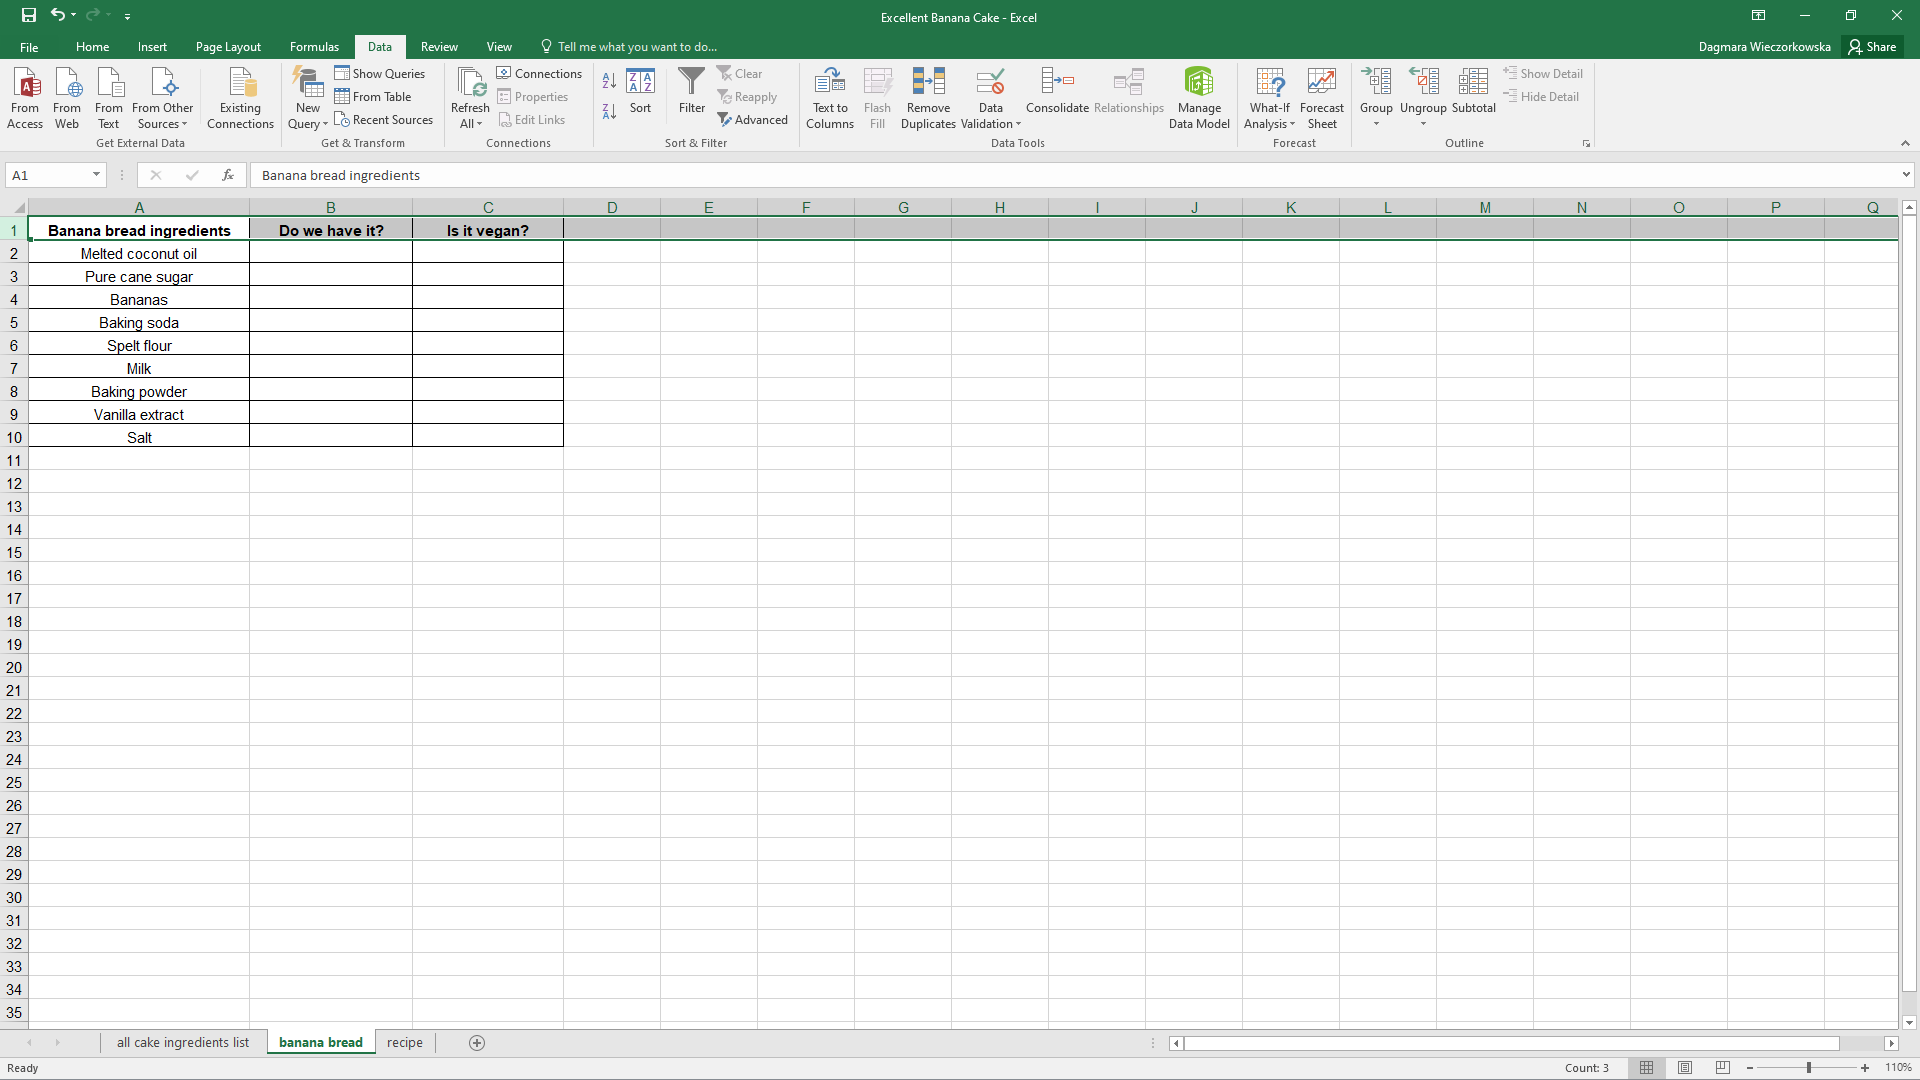 Excellent Banana Cake - Excel
File Home Insert Page Layout Formulas Data Review View Tell me what you want to do... Dagmara Wieczorkowska Share
From Access
From Web
From Text
From Other Sources
Existing Connections
Get External Data
New Query
Show Queries
From Table
Recent Sources
Get & Transform
Refresh All
Connections
Properties
Edit Links
Connections
Sort
Filter
Clear
Reapply
Advanced
Sort & Filter
Text to Columns
Flash Fill
Remove Duplicates
Data Validation
Consolidate
Relationships
Manage Data Model
Data Tools
What-If Analysis
Forecast Sheet
Forecast
Group
Ungroup
Subtotal
Show Detail
Hide Detail
Outline
A1 fx Banana bread ingredients
A B C D E F G H I J K L M N O P Q
1 Banana bread ingredients Do we have it? Is it vegan?
2 Melted coconut oil
3 Pure cane sugar
4 Bananas
5 Baking soda
6 Spelt flour
7 Milk
8 Baking powder
9 Vanilla extract
10 Salt
11
12
13
14
15
16
17
18
19
20
21
22
23
24
25
26
27
28
29
30
31
32
33
34
35
all cake ingredients list banana bread recipe
Ready Count: 3 110%